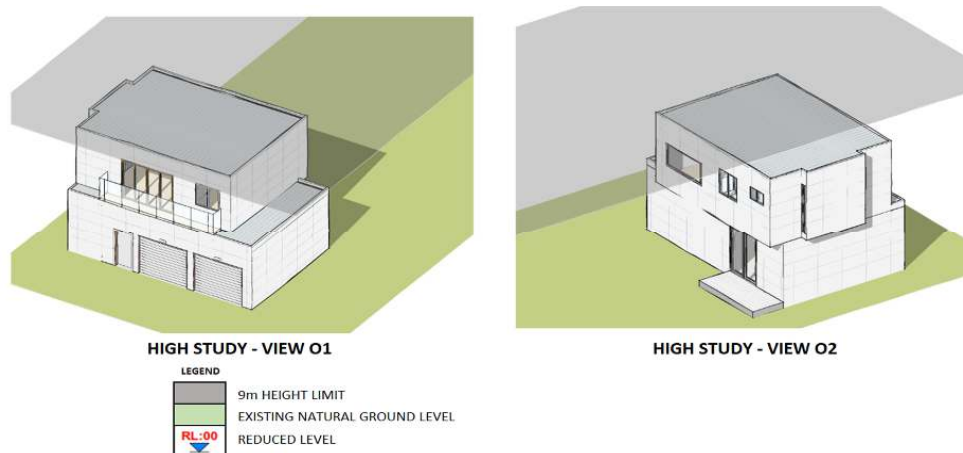 HIGH STUDY - VIEW O1
HIGH STUDY - VIEW O2
LEGEND
9m HEIGHT LIMIT
EXISTING NATURAL GROUND LEVEL
RL:00
REDUCED LEVEL